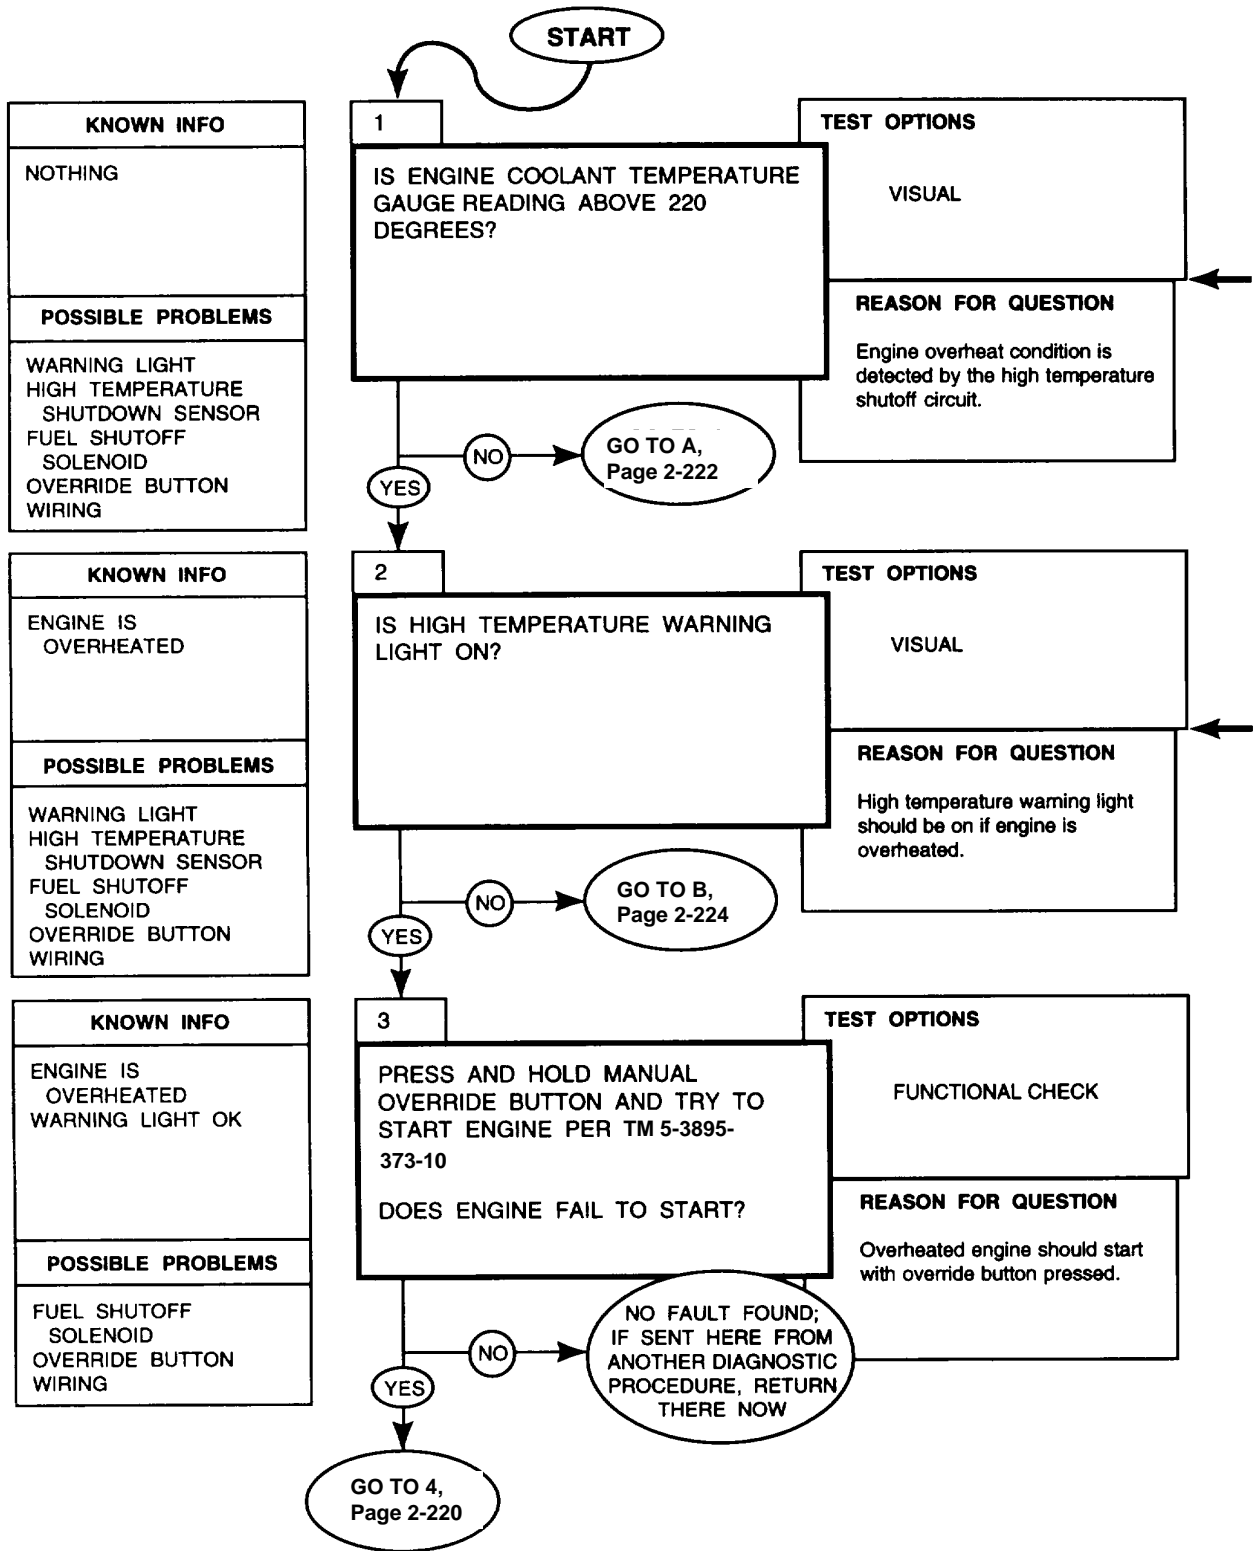 START
KNOWN INFO
NOTHING
POSSIBLE PROBLEMS
WARNING LIGHT
HIGH TEMPERATURE
SHUTDOWN SENSOR
FUEL SHUTOFF
SOLENOID
OVERRIDE BUTTON
WIRING
1
IS ENGINE COOLANT TEMPERATURE
GAUGE READING ABOVE 220
DEGREES?
TEST OPTIONS
VISUAL
REASON FOR QUESTION
Engine overheat condition is
detected by the high temperature
shutoff circuit.
NO
GO TO A,
Page 2-222
YES
KNOWN INFO
ENGINE IS
OVERHEATED
POSSIBLE PROBLEMS
WARNING LIGHT
HIGH TEMPERATURE
SHUTDOWN SENSOR
FUEL SHUTOFF
SOLENOID
OVERRIDE BUTTON
WIRING
2
IS HIGH TEMPERATURE WARNING
LIGHT ON?
TEST OPTIONS
VISUAL
REASON FOR QUESTION
High temperature warning light
should be on if engine is
overheated.
NO
GO TO B,
Page 2-224
YES
KNOWN INFO
ENGINE IS
OVERHEATED
WARNING LIGHT OK
POSSIBLE PROBLEMS
FUEL SHUTOFF
SOLENOID
OVERRIDE BUTTON
WIRING
3
PRESS AND HOLD MANUAL
OVERRIDE BUTTON AND TRY TO
START ENGINE PER TM 5-3895-
373-10
DOES ENGINE FAIL TO START?
TEST OPTIONS
FUNCTIONAL CHECK
REASON FOR QUESTION
Overheated engine should start
with override button pressed.
NO
NO FAULT FOUND;
IF SENT HERE FROM
ANOTHER DIAGNOSTIC
PROCEDURE, RETURN
THERE NOW
YES
GO TO 4,
Page 2-220